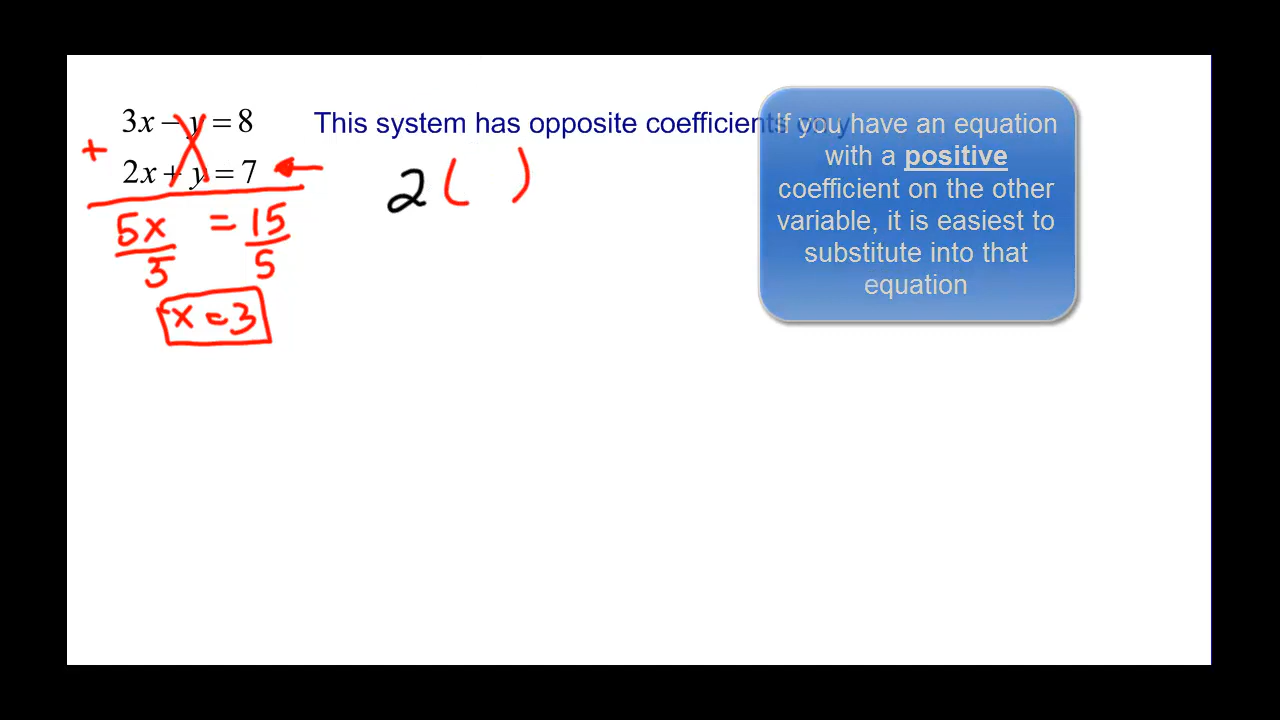 3x − y = 8
+
2x + y = 7
5x = 15
5 5
x = 3
This system has opposite coefficients on y
2 ( )
If you have an equation
with a positive
coefficient on the other
variable, it is easiest to
substitute into that
equation